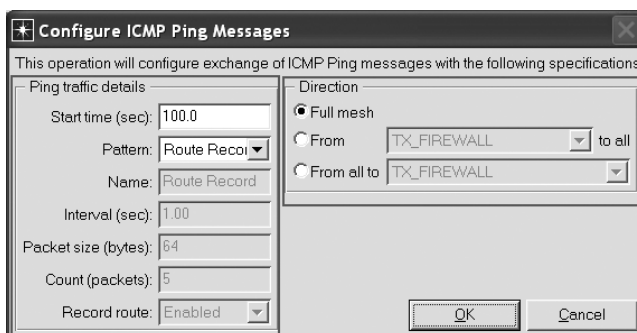 Configure ICMP Ping Messages
This operation will configure exchange of ICMP Ping messages with the following specifications
Ping traffic details
Start time (sec): 100.0
Pattern: Route Recor
Name: Route Record
Interval (sec): 1.00
Packet size (bytes): 64
Count (packets): 5
Record route: Enabled
Direction
Full mesh
From TX_FIREWALL to all
From all to TX_FIREWALL
OK Cancel